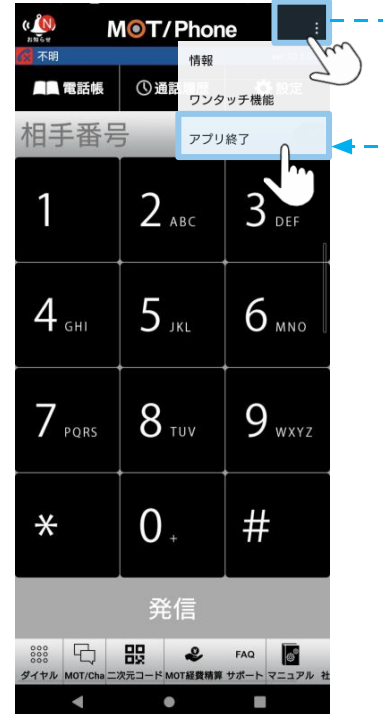 お知らせ
MOT/Phone
不明
情報
電話帳
通話
設定
ワンタッチ機能
相手番号
アプリ終了
1
2 ABC
3 DEF
4 GHI
5 JKL
6 MNO
7 PQRS
8 TUV
9 WXYZ
*
0 +
#
発信
FAQ
ダイヤル MOT/Cha 二次元コード MOT経費精算 サポート マニュアル 社